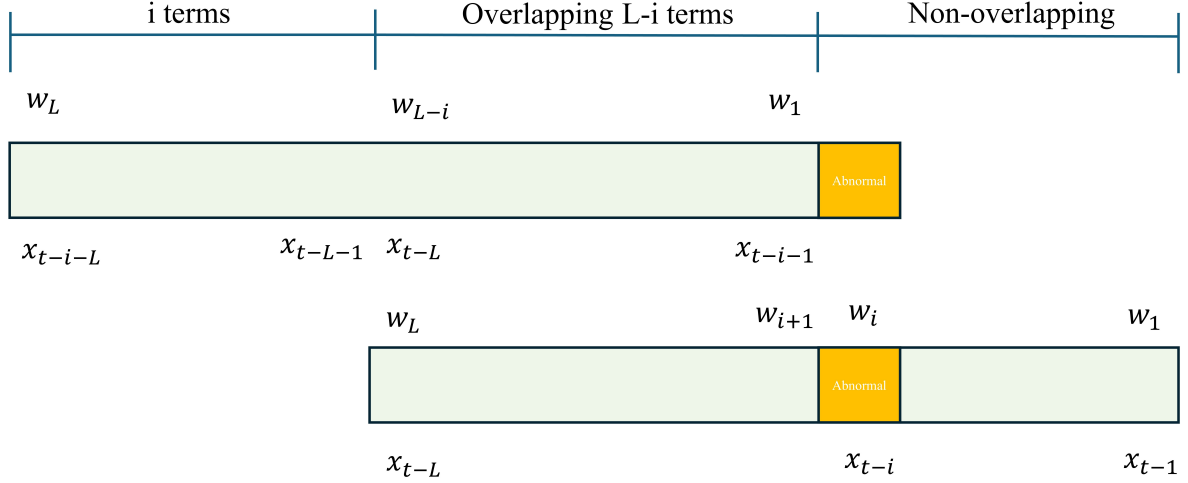 i terms Overlapping L-i terms Non-overlapping
w_L w_{L−i} w_1
Abnormal
x_{t−i−L} x_{t−L−1} x_{t−L} x_{t−i−1}
w_L w_{i+1} w_i w_1
Abnormal
x_{t−L} x_{t−i} x_{t−1}